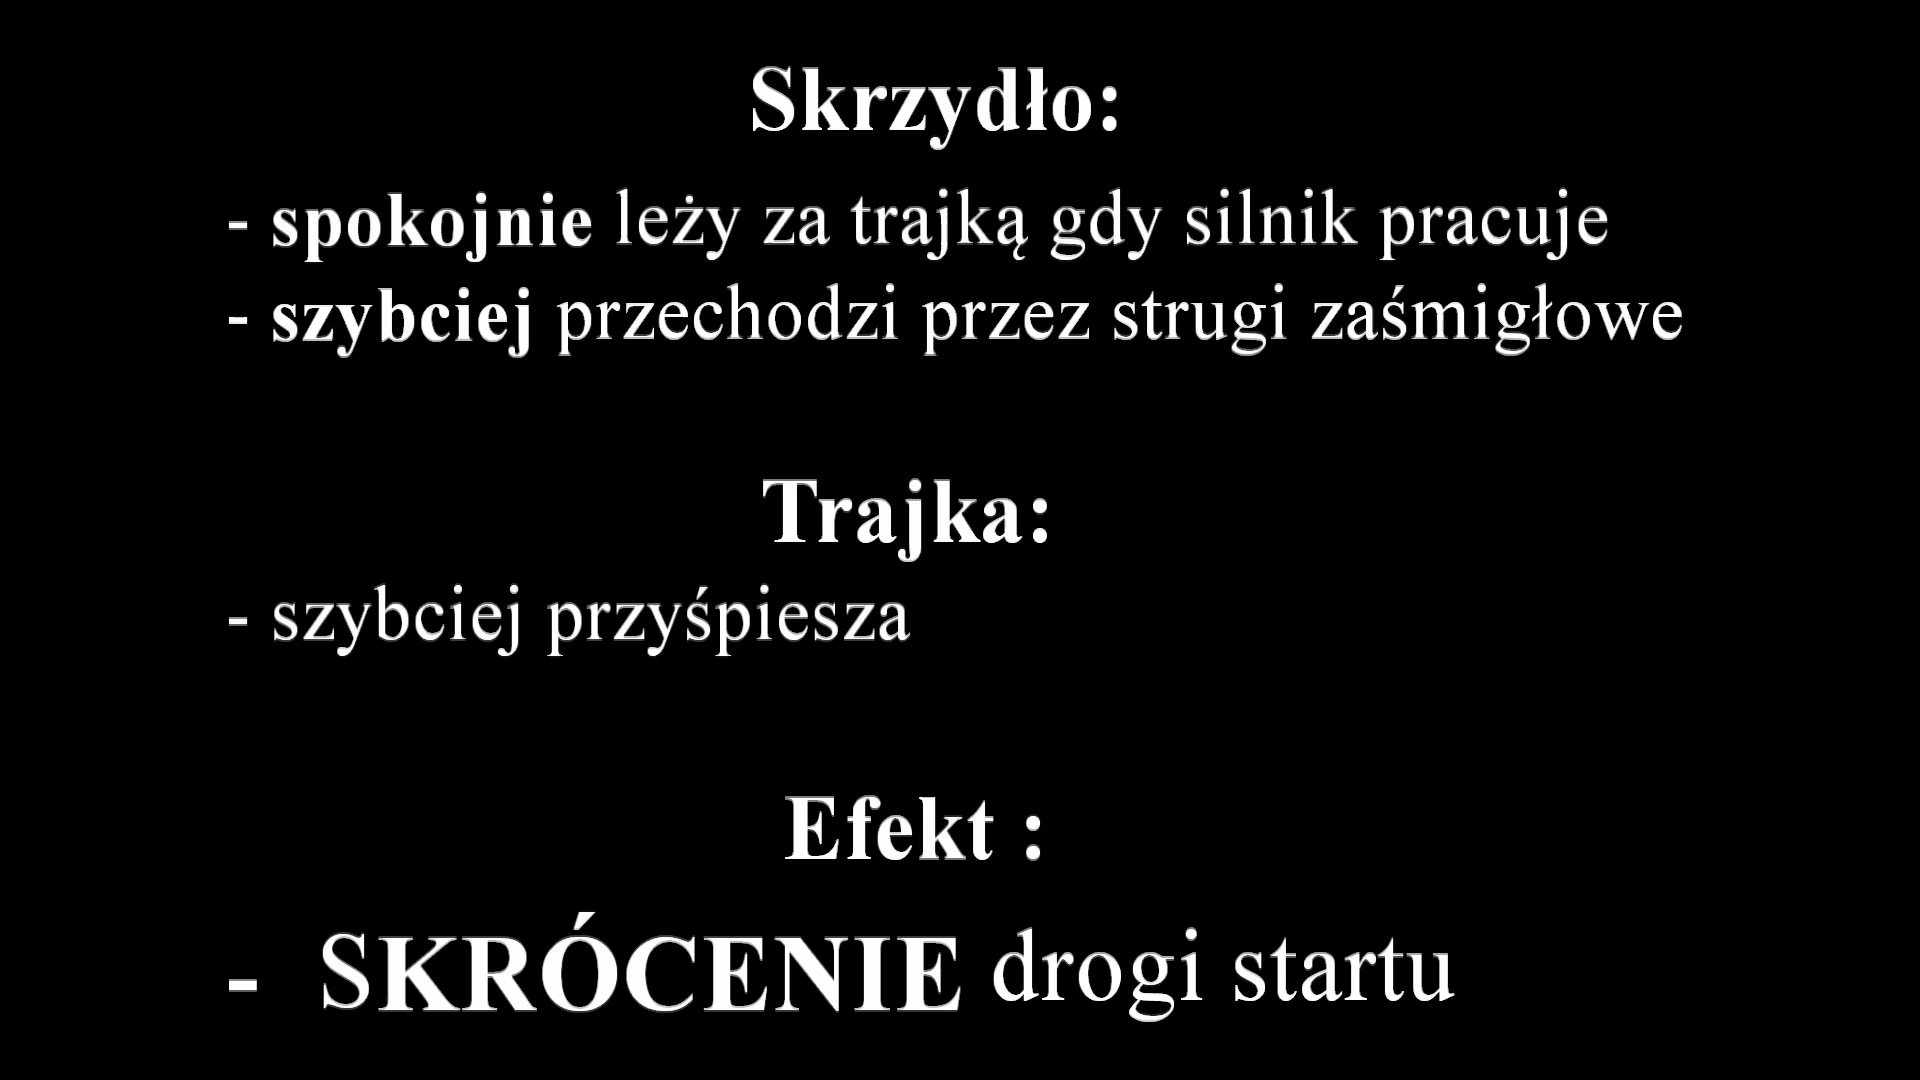 Skrzydło:
- spokojnie leży za trajką gdy silnik pracuje
- szybciej przechodzi przez strugi zaśmigłowe
Trajka:
- szybciej przyśpiesza
Efekt :
- SKRÓCENIE drogi startu